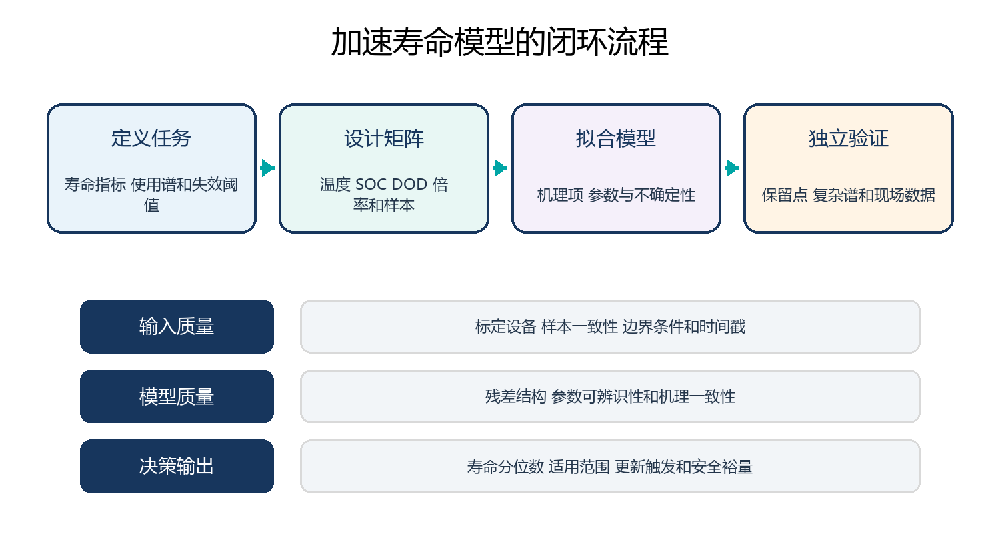 加速寿命模型的闭环流程
定义任务
寿命指标 使用谱和失效阈
值
设计矩阵
温度 SOC DOD 倍
率和样本
拟合模型
机理项 参数与不确定性
独立验证
保留点 复杂谱和现场数据
输入质量
标定设备 样本一致性 边界条件和时间戳
模型质量
残差结构 参数可辨识性和机理一致性
决策输出
寿命分位数 适用范围 更新触发和安全裕量